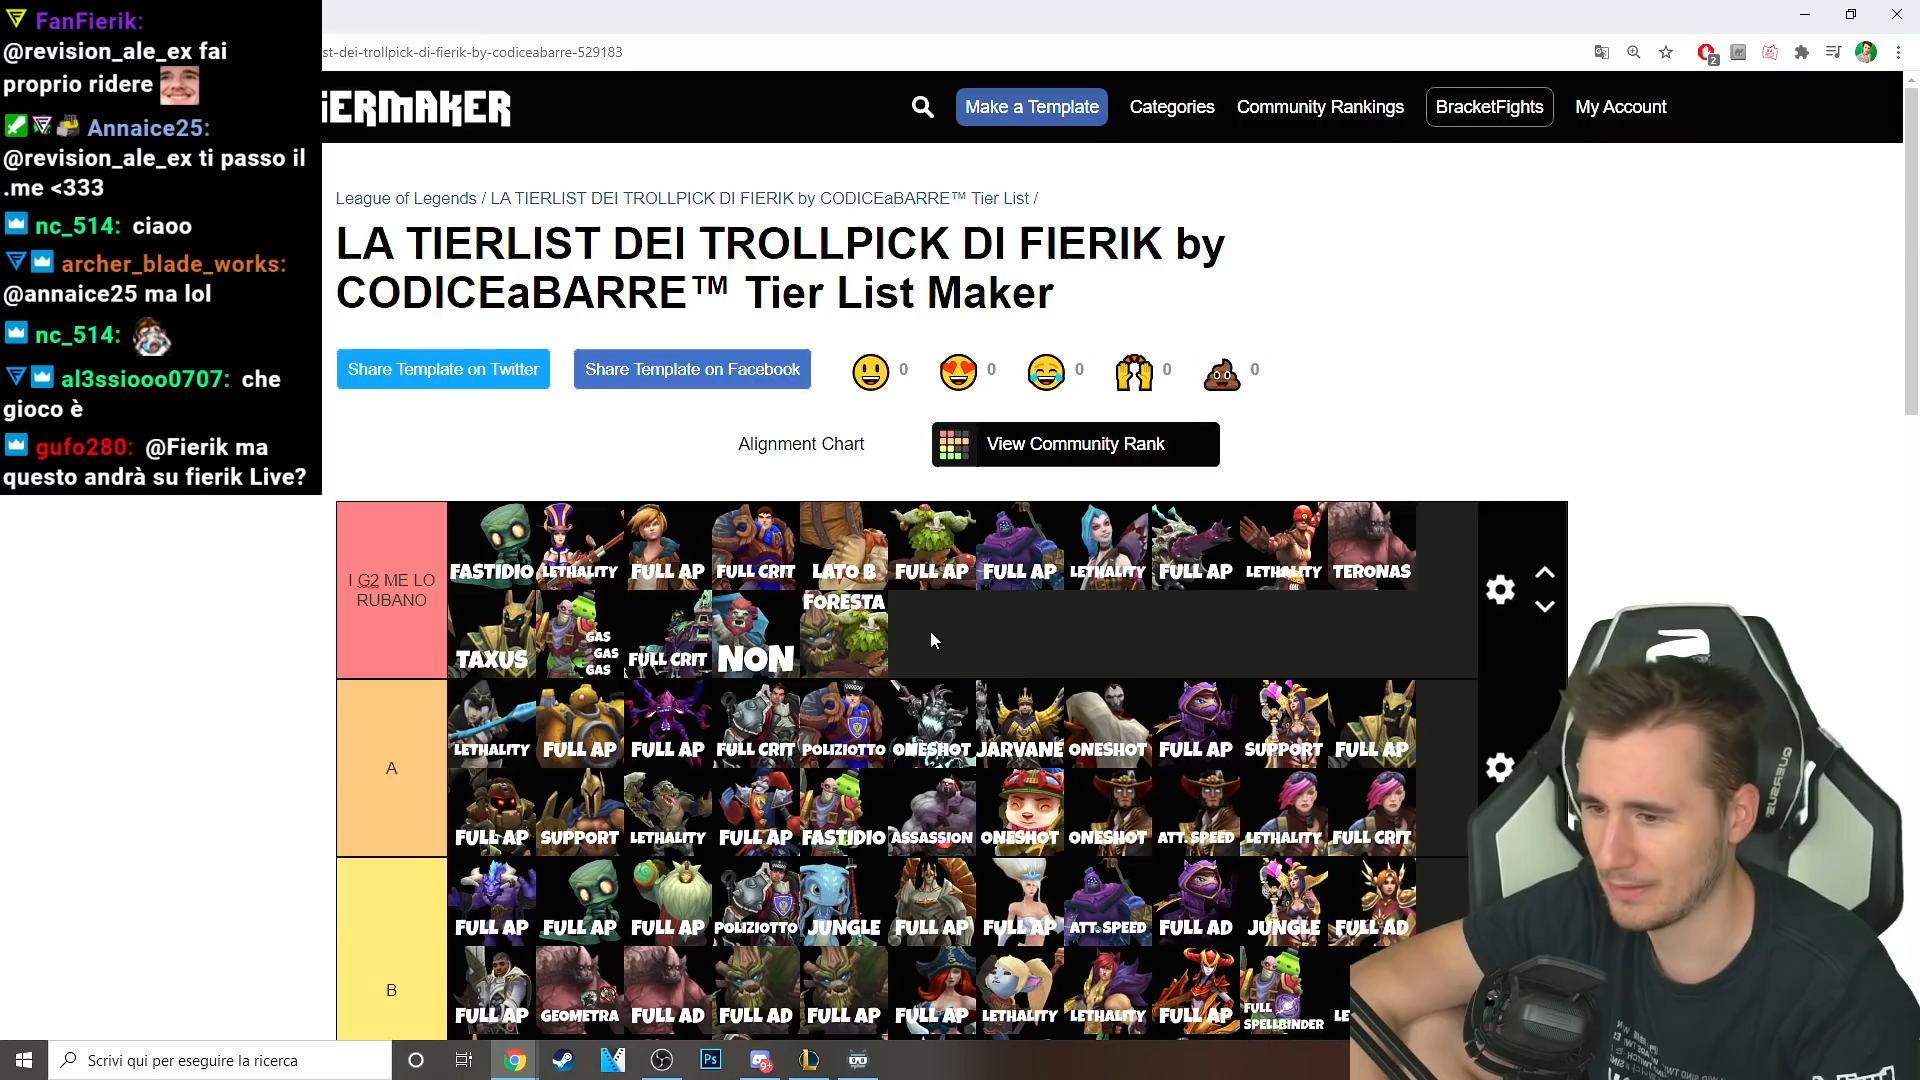 FanFierik:
@revision_ale_ex fai
proprio ridere
Annaice25:
@revision_ale_ex ti passo il
.me <333
nc_514: ciaoo
archer_blade_works:
@annaice25 ma lol
nc_514:
al3ssiooo0707: che
gioco è
gufo280: @Fierik ma
questo andrà su fierik Live?
st-dei-trollpick-di-fierik-by-codiceabarre-529183
2
TIERMAKER
Make a Template
Categories
Community Rankings
BracketFights
My Account
League of Legends / LA TIERLIST DEI TROLLPICK DI FIERIK by CODICEaBARRE™ Tier List /
LA TIERLIST DEI TROLLPICK DI FIERIK by
CODICEaBARRE™ Tier List Maker
Share Template on Twitter
Share Template on Facebook
0 0 0 0 0
Alignment Chart
View Community Rank
I G2 ME LO
RUBANO
FASTIDIO LETHALITY FULL AP FULL CRIT LATO B FULL AP FULL AP LETHALITY FULL AP LETHALITY TERONAS
TAXUS GAS GAS GAS FULL CRIT NON FORESTA
A
LETHALITY FULL AP FULL AP FULL CRIT POLIZIOTTO ONESHOT JARVANE ONESHOT FULL AP SUPPORT FULL AP
FULL AP SUPPORT LETHALITY FULL AP FASTIDIO ASSASSION ONESHOT ONESHOT ATT. SPEED LETHALITY FULL CRIT
B
FULL AP FULL AP FULL AP POLIZIOTTO JUNGLE FULL AP FULL AP ATT. SPEED FULL AD JUNGLE FULL AD
FULL AP GEOMETRA FULL AD FULL AD FULL AP FULL AP LETHALITY LETHALITY FULL AP FULL SPELLBINDER LE
Scrivi qui per eseguire la ricerca
Ps
9+